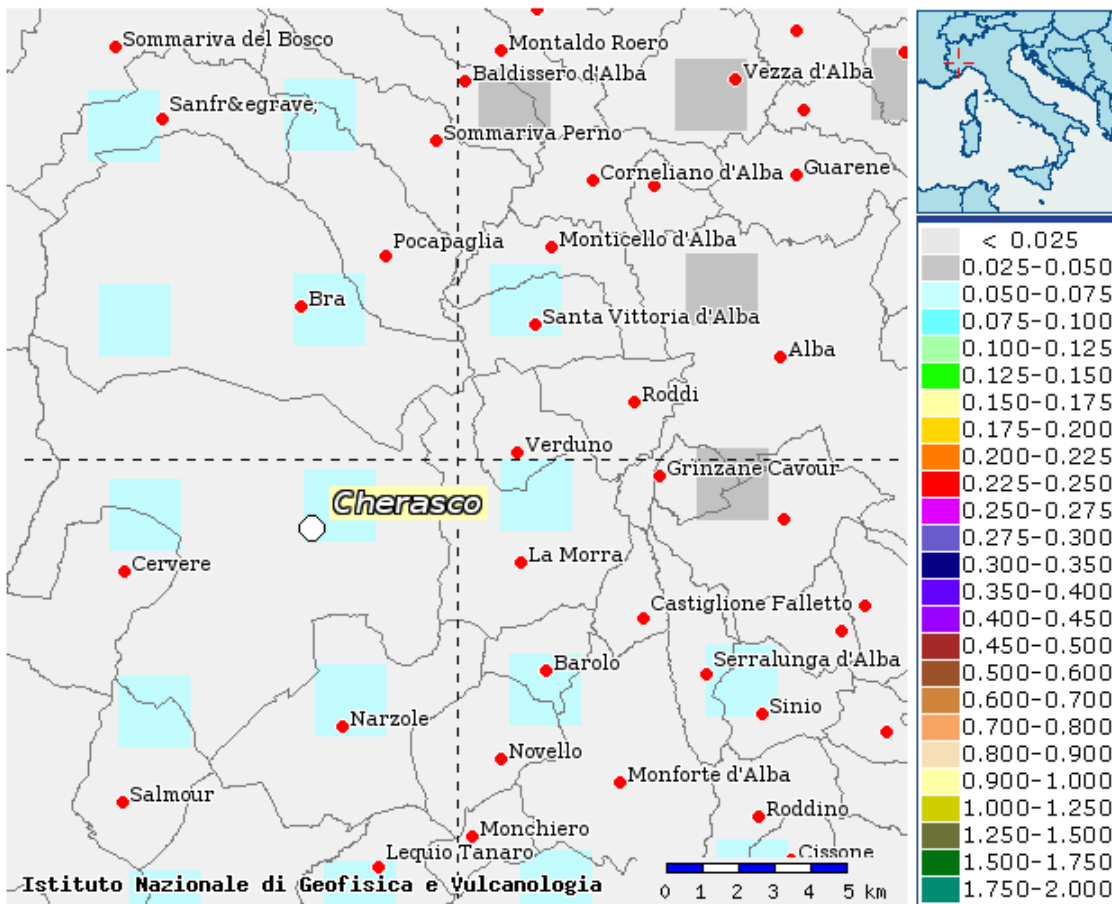 Sommariva del Bosco
Montaldo Roero
Baldissero d'Alba
Vezza d'Alba
Sanfr&egrave;
Sommariva Perno
Corneliano d'Alba
Guarene
Pocapaglia
Monticello d'Alba
Bra
Santa Vittoria d'Alba
Alba
Roddi
Verduno
Grinzane Cavour
Cherasco
La Morra
Cervere
Castiglione Falletto
Barolo
Serralunga d'Alba
Narzole
Sinio
Novello
Monforte d'Alba
Salmour
Roddino
Monchiero
Lequio Tanaro
Cissone
Istituto Nazionale di Geofisica e Vulcanologia
0 1 2 3 4 5 km
< 0.025
0.025-0.050
0.050-0.075
0.075-0.100
0.100-0.125
0.125-0.150
0.150-0.175
0.175-0.200
0.200-0.225
0.225-0.250
0.250-0.275
0.275-0.300
0.300-0.350
0.350-0.400
0.400-0.450
0.450-0.500
0.500-0.600
0.600-0.700
0.700-0.800
0.800-0.900
0.900-1.000
1.000-1.250
1.250-1.500
1.500-1.750
1.750-2.000